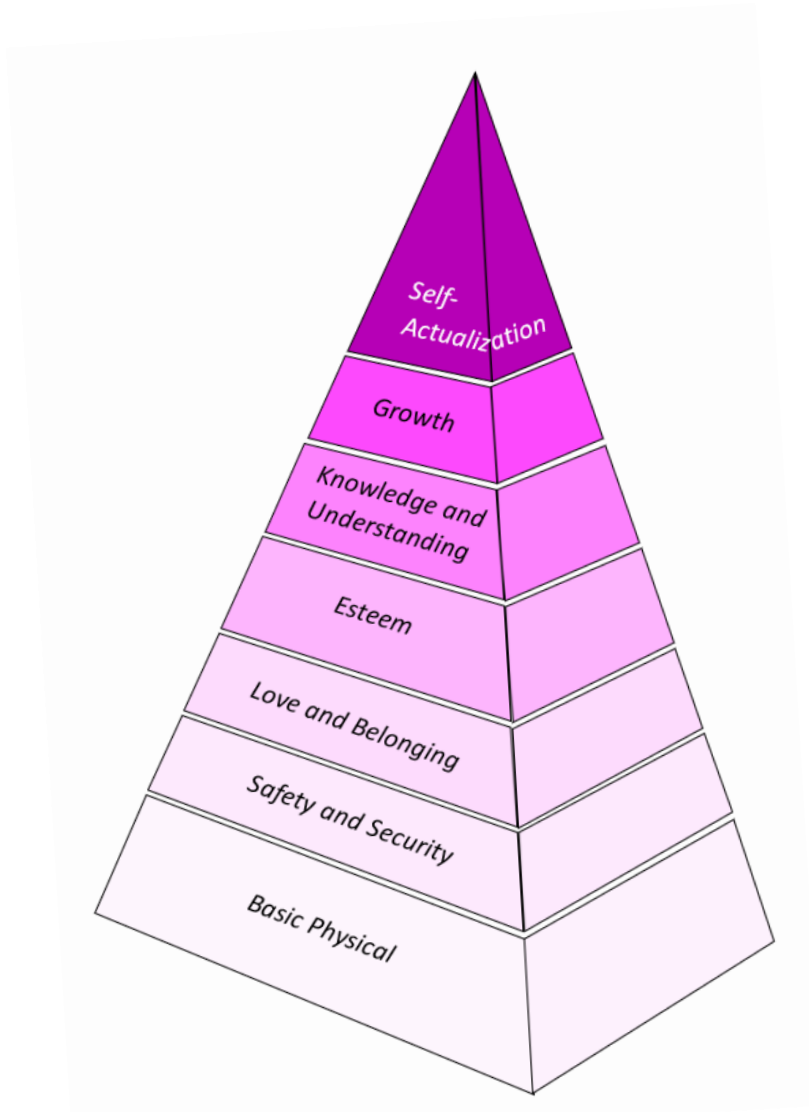 Self-
Actualization
Growth
Knowledge and
Understanding
Esteem
Love and Belonging
Safety and Security
Basic Physical